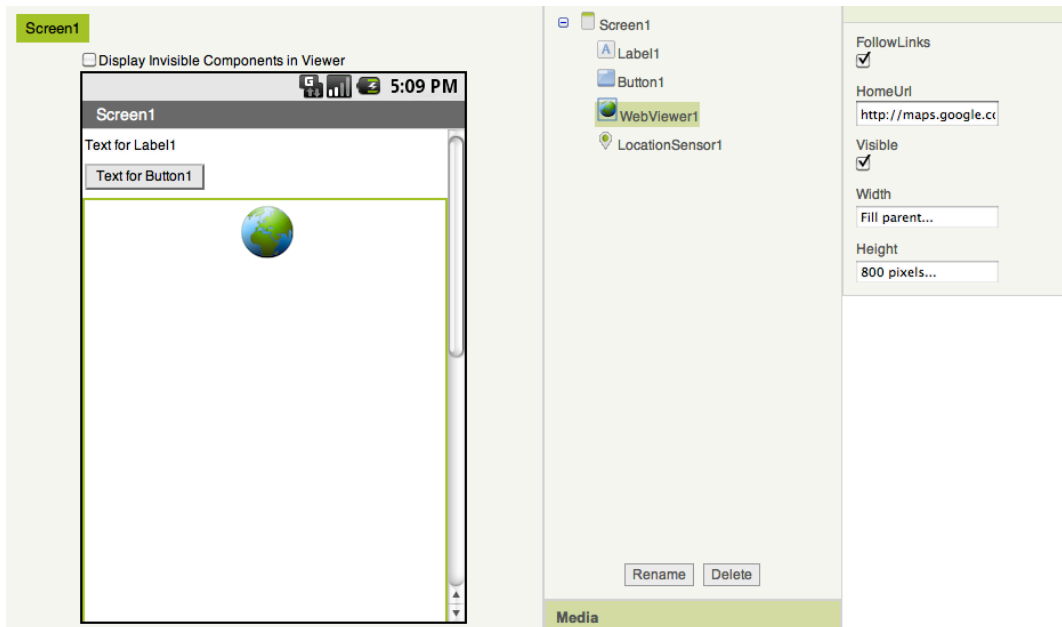 Screen1
Display Invisible Components in Viewer
5:09 PM
Screen1
Text for Label1
Text for Button1
Screen1
Label1
Button1
WebViewer1
LocationSensor1
Rename Delete
Media
FollowLinks
HomeUrl
http://maps.google.cc
Visible
Width
Fill parent...
Height
800 pixels...